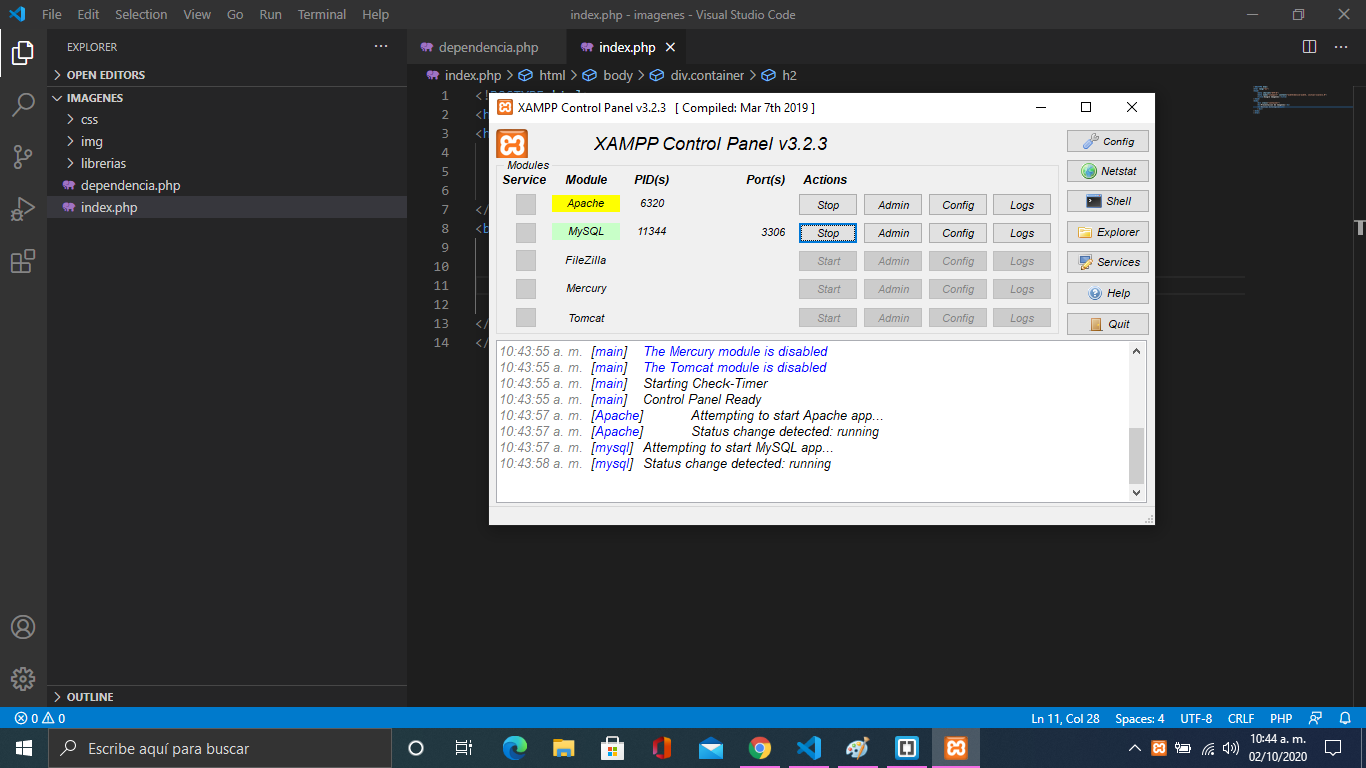 File Edit Selection View Go Run Terminal Help index.php - imagenes - Visual Studio Code
EXPLORER
OPEN EDITORS
IMAGENES
css
img
librerias
dependencia.php
index.php
OUTLINE
dependencia.php index.php
index.php > html > body > div.container > h2
1
2 <h
3 <h
4
5
6
7 </
8 <b
9
10
11
12
13 </
14 </
XAMPP Control Panel v3.2.3 [ Compiled: Mar 7th 2019 ]
XAMPP Control Panel v3.2.3
Modules
Service Module PID(s) Port(s) Actions
Apache 6320 Stop Admin Config Logs
MySQL 11344 3306 Stop Admin Config Logs
FileZilla Start Admin Config Logs
Mercury Start Admin Config Logs
Tomcat Start Admin Config Logs
Config
Netstat
Shell
Explorer
Services
Help
Quit
10:43:55 a. m. [main] The Mercury module is disabled
10:43:55 a. m. [main] The Tomcat module is disabled
10:43:55 a. m. [main] Starting Check-Timer
10:43:55 a. m. [main] Control Panel Ready
10:43:57 a. m. [Apache] Attempting to start Apache app...
10:43:57 a. m. [Apache] Status change detected: running
10:43:57 a. m. [mysql] Attempting to start MySQL app...
10:43:58 a. m. [mysql] Status change detected: running
0 0 Ln 11, Col 28 Spaces: 4 UTF-8 CRLF PHP
Escribe aquí para buscar
10:44 a. m.
02/10/2020